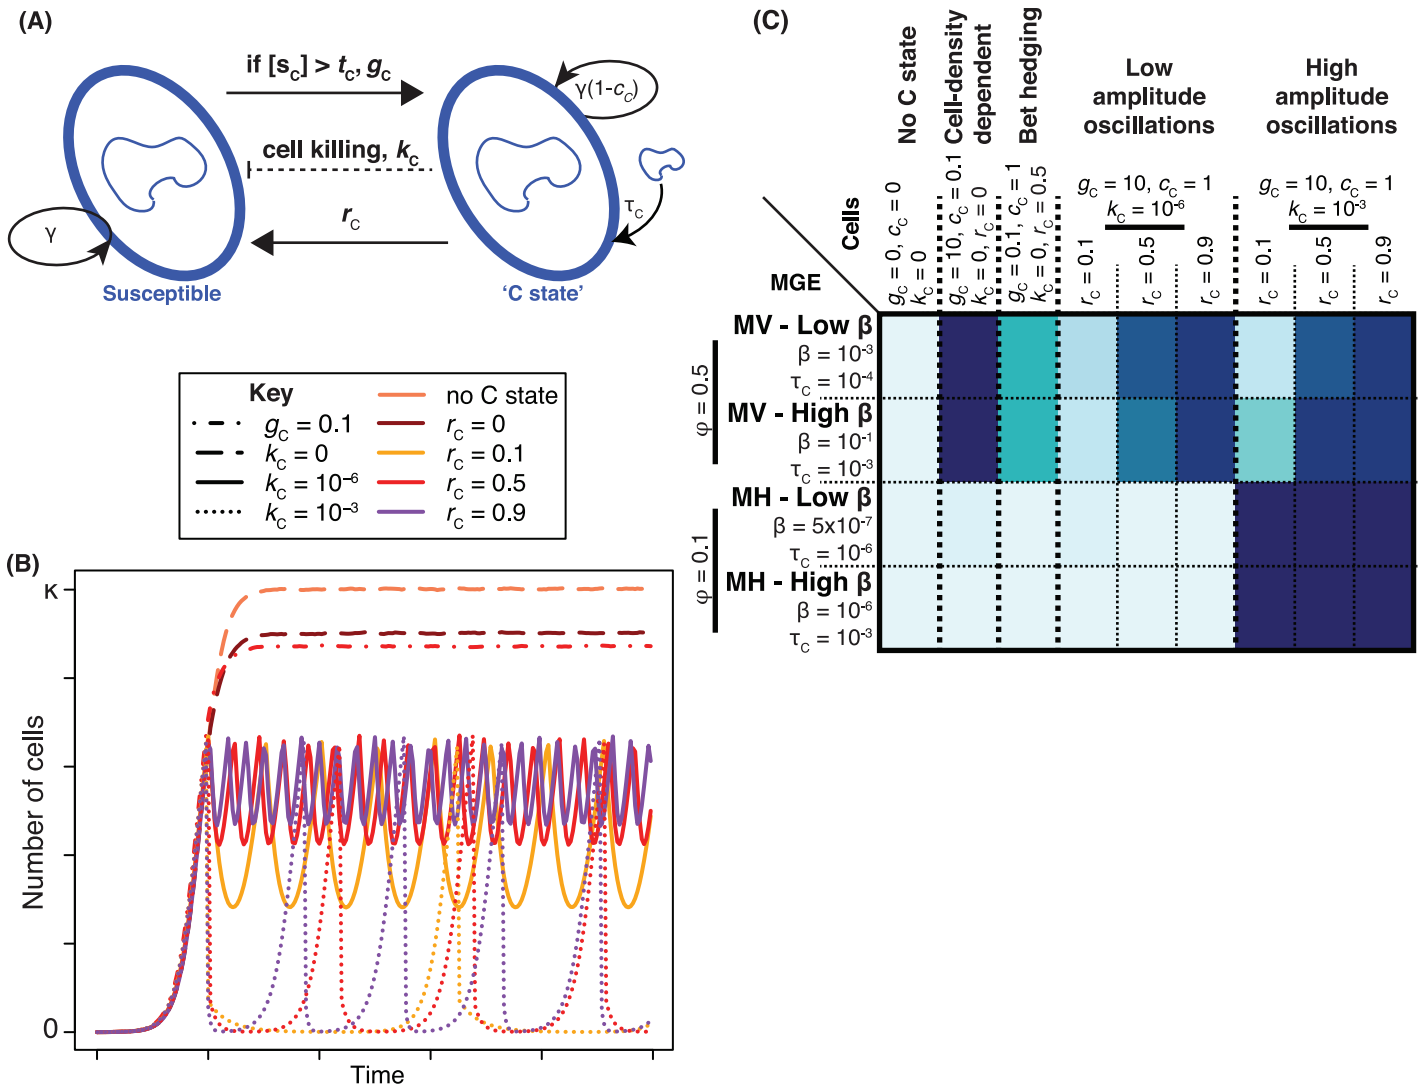 (A)
if [s_C] > t_C, g_C
γ(1-c_C)
cell killing, k_C
τ_C
r_C
γ
Susceptible
'C state'
Key
g_C = 0.1
k_C = 0
k_C = 10^-6
k_C = 10^-3
no C state
r_C = 0
r_C = 0.1
r_C = 0.5
r_C = 0.9
(B)
K
0
Number of cells
Time
(C)
No C state
Cell-density
dependent
Bet hedging
Low
amplitude
oscillations
High
amplitude
oscillations
Cells
MGE
g_C = 0, c_C = 0
k_C = 0
g_C = 10, c_C = 0.1
k_C = 0, r_C = 0
g_C = 0.1, c_C = 1
k_C = 0, r_C = 0.5
g_C = 10, c_C = 1
k_C = 10^-6
r_C = 0.1
r_C = 0.5
r_C = 0.9
g_C = 10, c_C = 1
k_C = 10^-3
r_C = 0.1
r_C = 0.5
r_C = 0.9
φ = 0.5
MV - Low β
β = 10^-3
τ_C = 10^-4
MV - High β
β = 10^-1
τ_C = 10^-3
φ = 0.1
MH - Low β
β = 5x10^-7
τ_C = 10^-6
MH - High β
β = 10^-6
τ_C = 10^-3